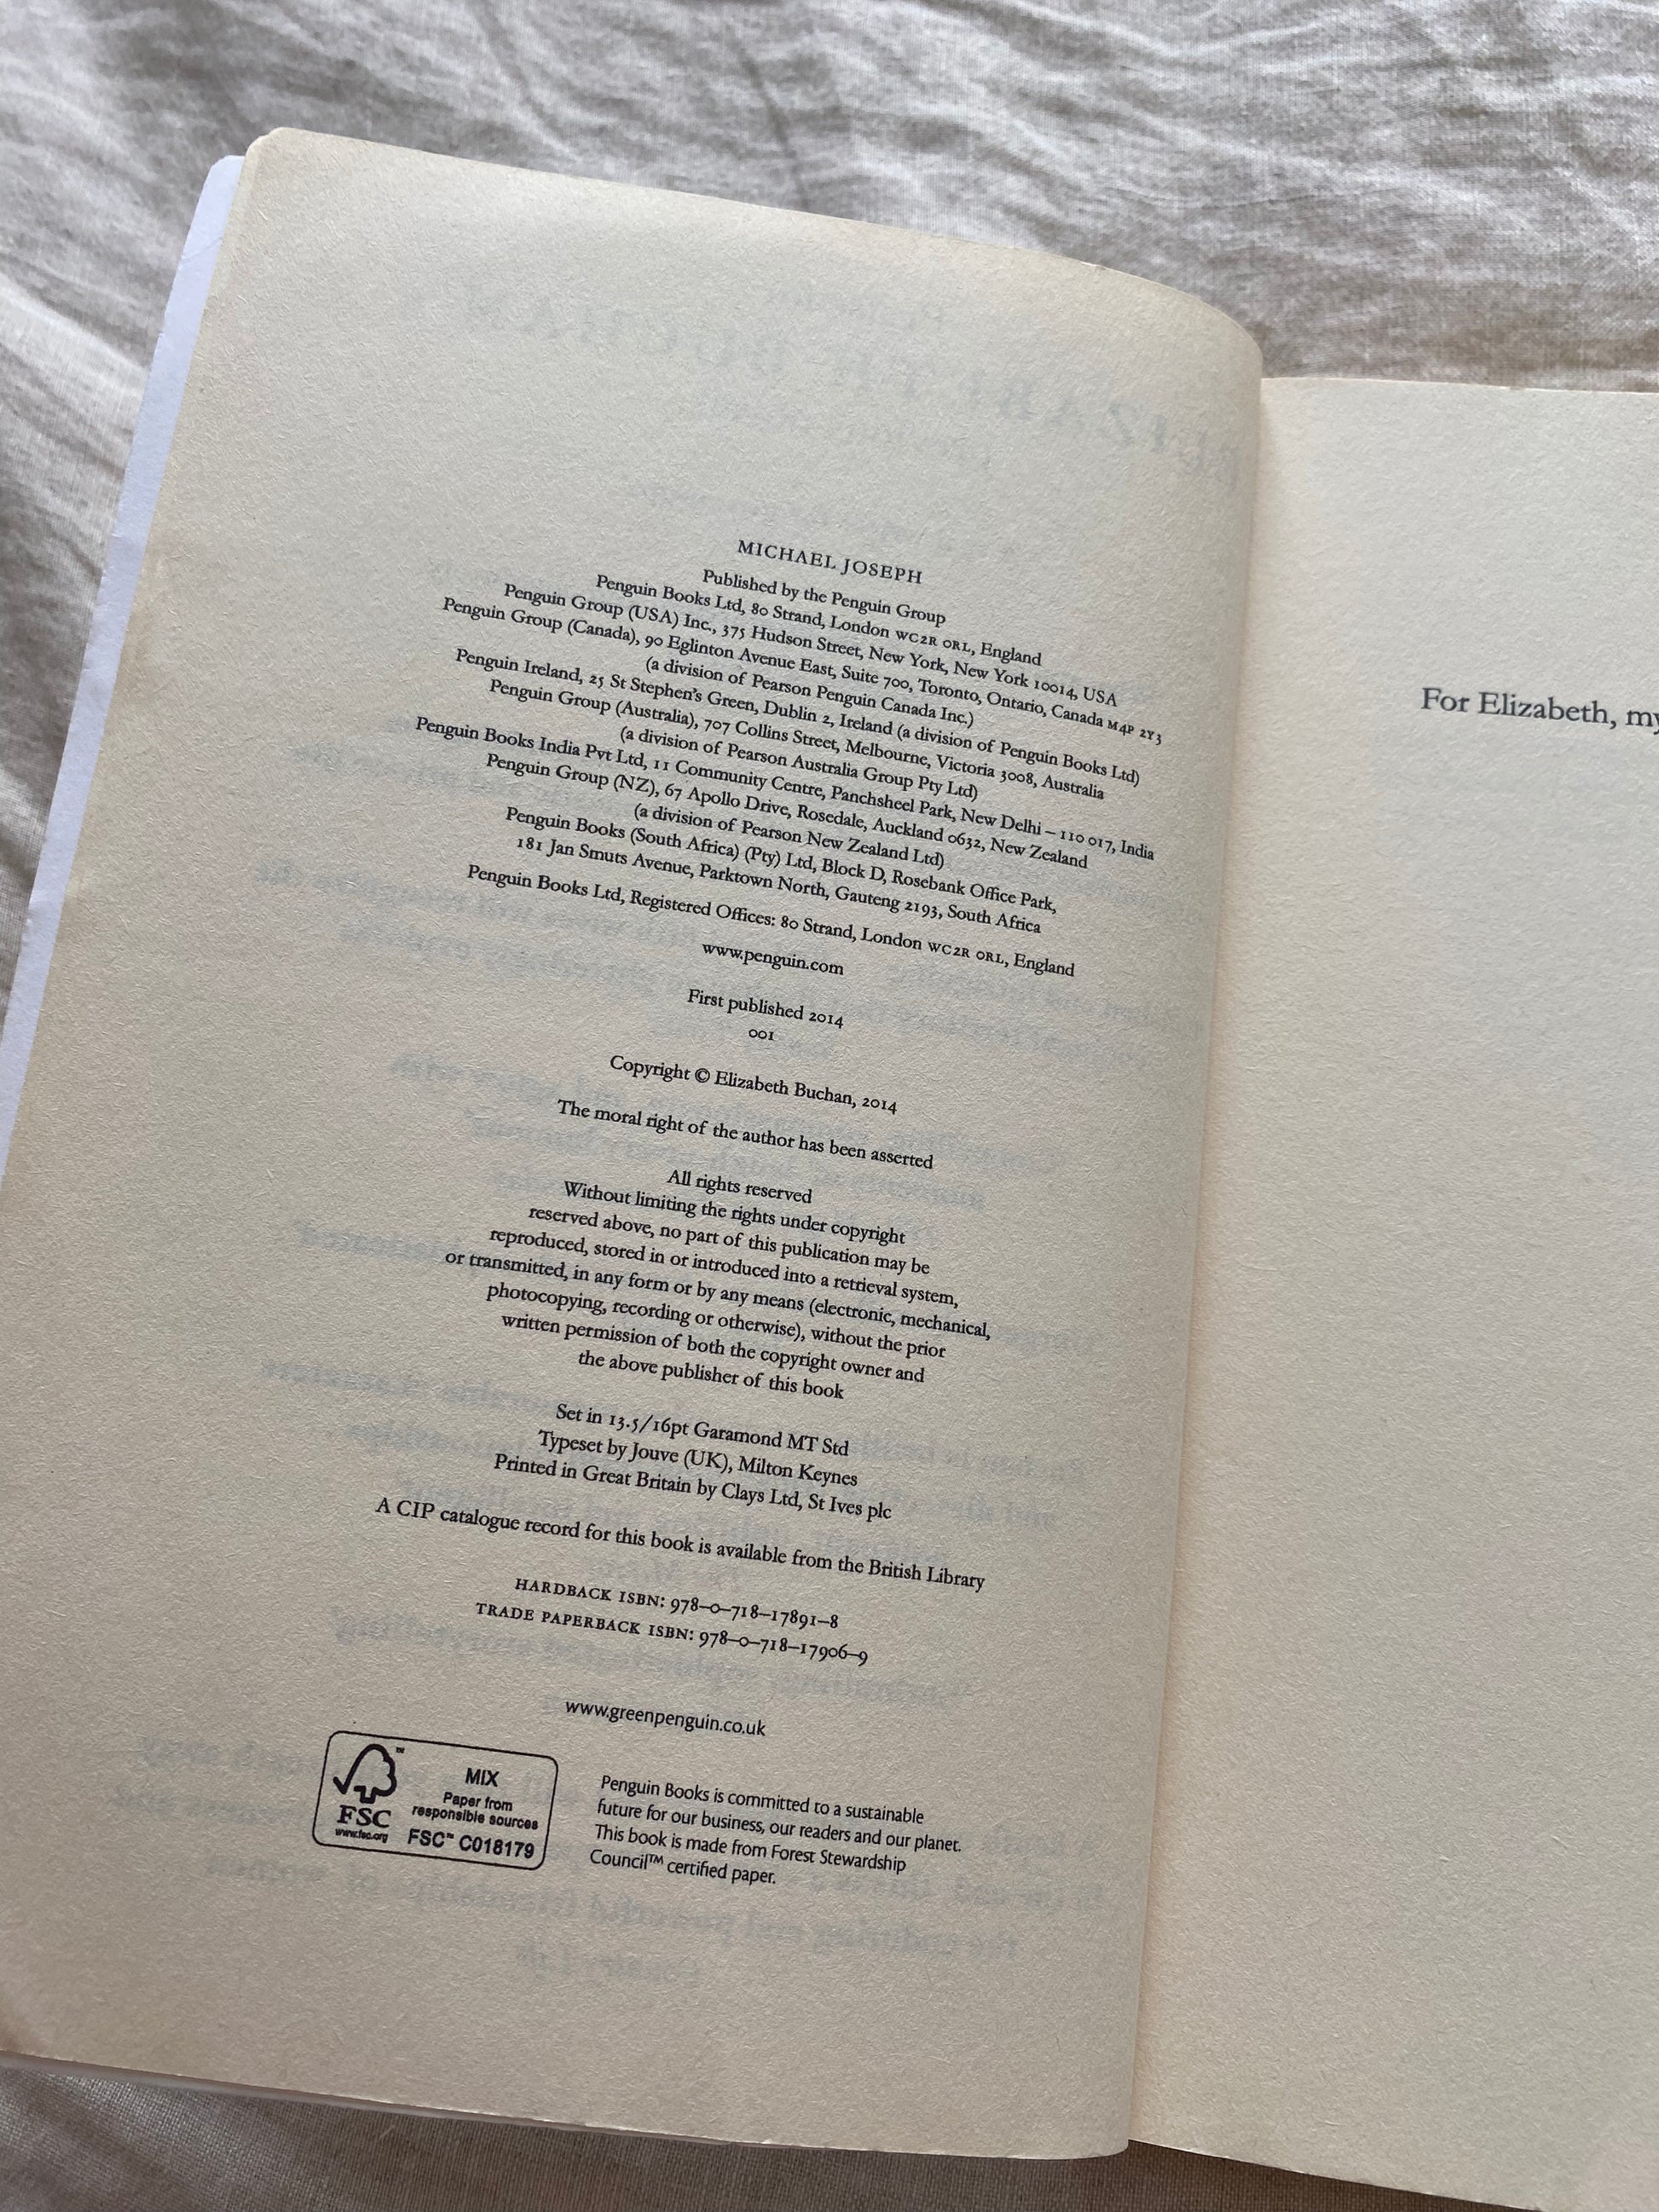 MICHAEL JOSEPH
Published by the Penguin Group
Penguin Books Ltd, 80 Strand, London WC2R 0RL, England
Penguin Group (USA) Inc., 375 Hudson Street, New York, New York 10014, USA
Penguin Group (Canada), 90 Eglinton Avenue East, Suite 700, Toronto, Ontario, Canada M4P 2Y3
(a division of Pearson Penguin Canada Inc.)
Penguin Ireland, 25 St Stephen's Green, Dublin 2, Ireland (a division of Penguin Books Ltd)
Penguin Group (Australia), 707 Collins Street, Melbourne, Victoria 3008, Australia
(a division of Pearson Australia Group Pty Ltd)
Penguin Books India Pvt Ltd, 11 Community Centre, Panchsheel Park, New Delhi – 110 017, India
Penguin Group (NZ), 67 Apollo Drive, Rosedale, Auckland 0632, New Zealand
(a division of Pearson New Zealand Ltd)
Penguin Books (South Africa) (Pty) Ltd, Block D, Rosebank Office Park,
181 Jan Smuts Avenue, Parktown North, Gauteng 2193, South Africa
Penguin Books Ltd, Registered Offices: 80 Strand, London WC2R 0RL, England
www.penguin.com
First published 2014
001
Copyright © Elizabeth Buchan, 2014
The moral right of the author has been asserted
All rights reserved
Without limiting the rights under copyright
reserved above, no part of this publication may be
reproduced, stored in or introduced into a retrieval system,
or transmitted, in any form or by any means (electronic, mechanical,
photocopying, recording or otherwise), without the prior
written permission of both the copyright owner and
the above publisher of this book
Set in 13.5/16pt Garamond MT Std
Typeset by Jouve (UK), Milton Keynes
Printed in Great Britain by Clays Ltd, St Ives plc
A CIP catalogue record for this book is available from the British Library
HARDBACK ISBN: 978–0–718–17891–8
TRADE PAPERBACK ISBN: 978–0–718–17906–9
www.greenpenguin.co.uk
MIX
Paper from
responsible sources
FSC™ C018179
FSC
www.fsc.org
Penguin Books is committed to a sustainable
future for our business, our readers and our planet.
This book is made from Forest Stewardship
Council™ certified paper.
For Elizabeth, my